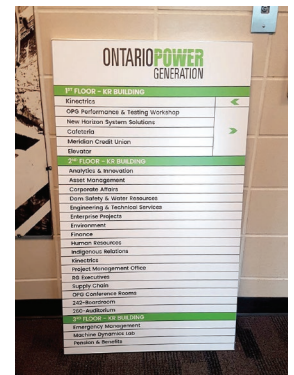 ONTARIOPOWER
GENERATION
1ST FLOOR - KR BUILDING
Kinectrics
OPG Performance & Testing Workshop
New Horizon System Solutions
Cafeteria
Meridian Credit Union
Elevator
2ND FLOOR - KR BUILDING
Analytics & Innovation
Asset Management
Corporate Affairs
Dam Safety & Water Resources
Engineering & Technical Services
Enterprise Projects
Environment
Finance
Human Resources
Indigenous Relations
Kinectrics
Project Management Office
RG Executives
Supply Chain
OPG Conference Rooms
242-Boardroom
260-Auditorium
3RD FLOOR - KR BUILDING
Emergency Management
Machine Dynamics Lab
Pension & Benefits